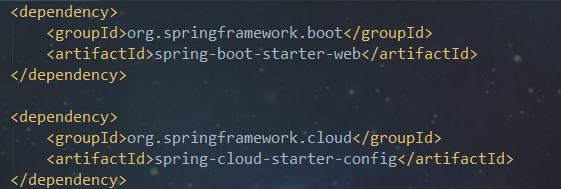 <dependency>
    <groupId>org.springframework.boot</groupId>
    <artifactId>spring-boot-starter-web</artifactId>
</dependency>

<dependency>
    <groupId>org.springframework.cloud</groupId>
    <artifactId>spring-cloud-starter-config</artifactId>
</dependency>